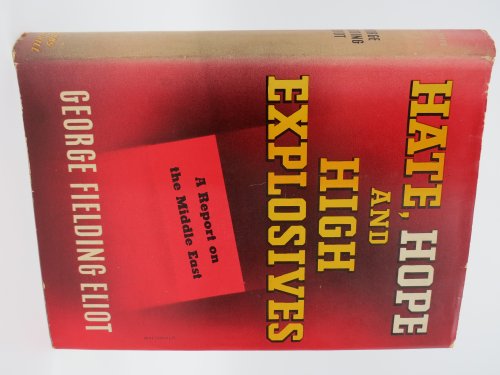 HATE, HOPE
AND
HIGH
EXPLOSIVES
A Report on
the Middle East
GEORGE FIELDING ELIOT